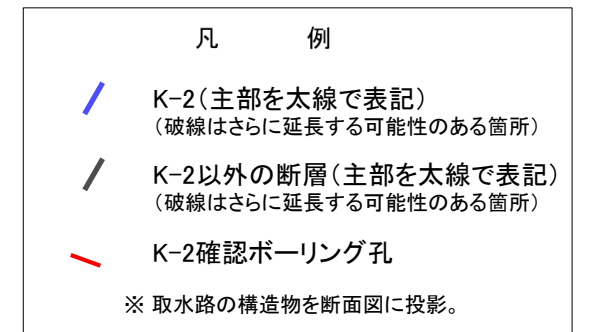 凡　　　例
K-2(主部を太線で表記)
(破線はさらに延長する可能性のある箇所)
K-2以外の断層(主部を太線で表記)
(破線はさらに延長する可能性のある箇所)
K-2確認ボーリング孔
※ 取水路の構造物を断面図に投影。